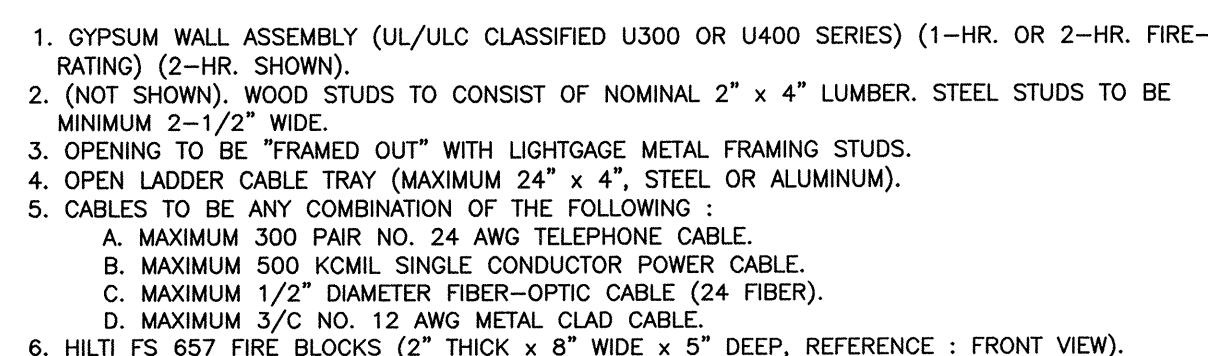 1. GYPSUM WALL ASSEMBLY (UL/ULC CLASSIFIED U300 OR U400 SERIES) (1-HR. OR 2-HR. FIRE-
RATING) (2-HR. SHOWN).
2. (NOT SHOWN). WOOD STUDS TO CONSIST OF NOMINAL 2" x 4" LUMBER. STEEL STUDS TO BE
MINIMUM 2-1/2" WIDE.
3. OPENING TO BE "FRAMED OUT" WITH LIGHTGAGE METAL FRAMING STUDS.
4. OPEN LADDER CABLE TRAY (MAXIMUM 24" x 4", STEEL OR ALUMINUM).
5. CABLES TO BE ANY COMBINATION OF THE FOLLOWING :
A. MAXIMUM 300 PAIR NO. 24 AWG TELEPHONE CABLE.
B. MAXIMUM 500 KCMIL SINGLE CONDUCTOR POWER CABLE.
C. MAXIMUM 1/2" DIAMETER FIBER-OPTIC CABLE (24 FIBER).
D. MAXIMUM 3/C NO. 12 AWG METAL CLAD CABLE.
6. HILTI FS 657 FIRE BLOCKS (2" THICK x 8" WIDE x 5" DEEP, REFERENCE : FRONT VIEW).